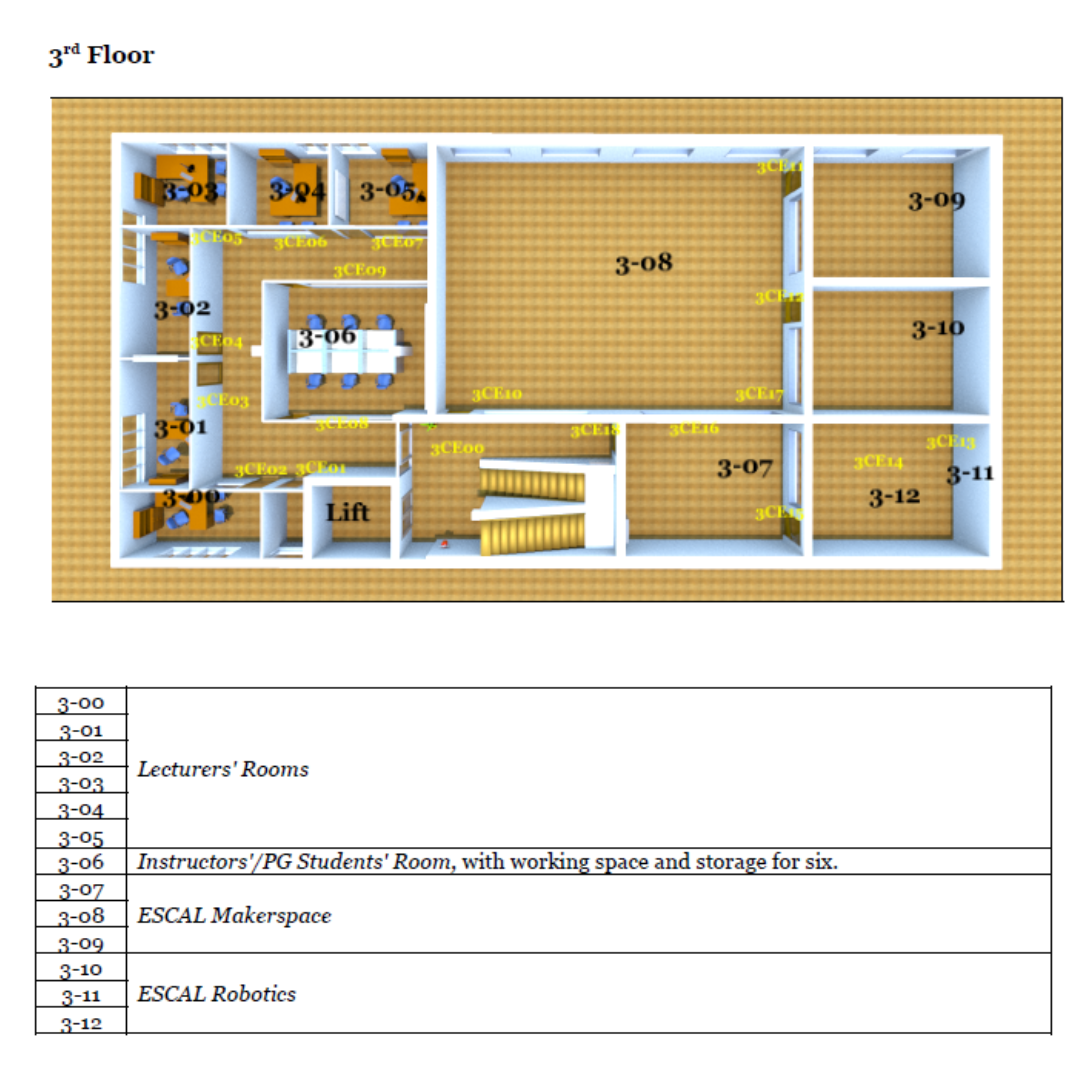 3rd Floor
3-03
3-04
3-05
3CE11
3-09
3CE05
3CE06
3CE07
3-08
3CE09
3-02
3CE12
3-06
3-10
3CE04
3CE03
3CE10
3CE17
3-01
3CE08
3CE00
3CE18
3CE16
3CE13
3CE02
3CE01
3-07
3CE14
3-11
3-00
3-12
Lift
3CE15
3-00
3-01
3-02
3-03
3-04
3-05
Lecturers' Rooms
3-06
Instructors'/PG Students' Room, with working space and storage for six.
3-07
3-08
3-09
ESCAL Makerspace
3-10
3-11
3-12
ESCAL Robotics